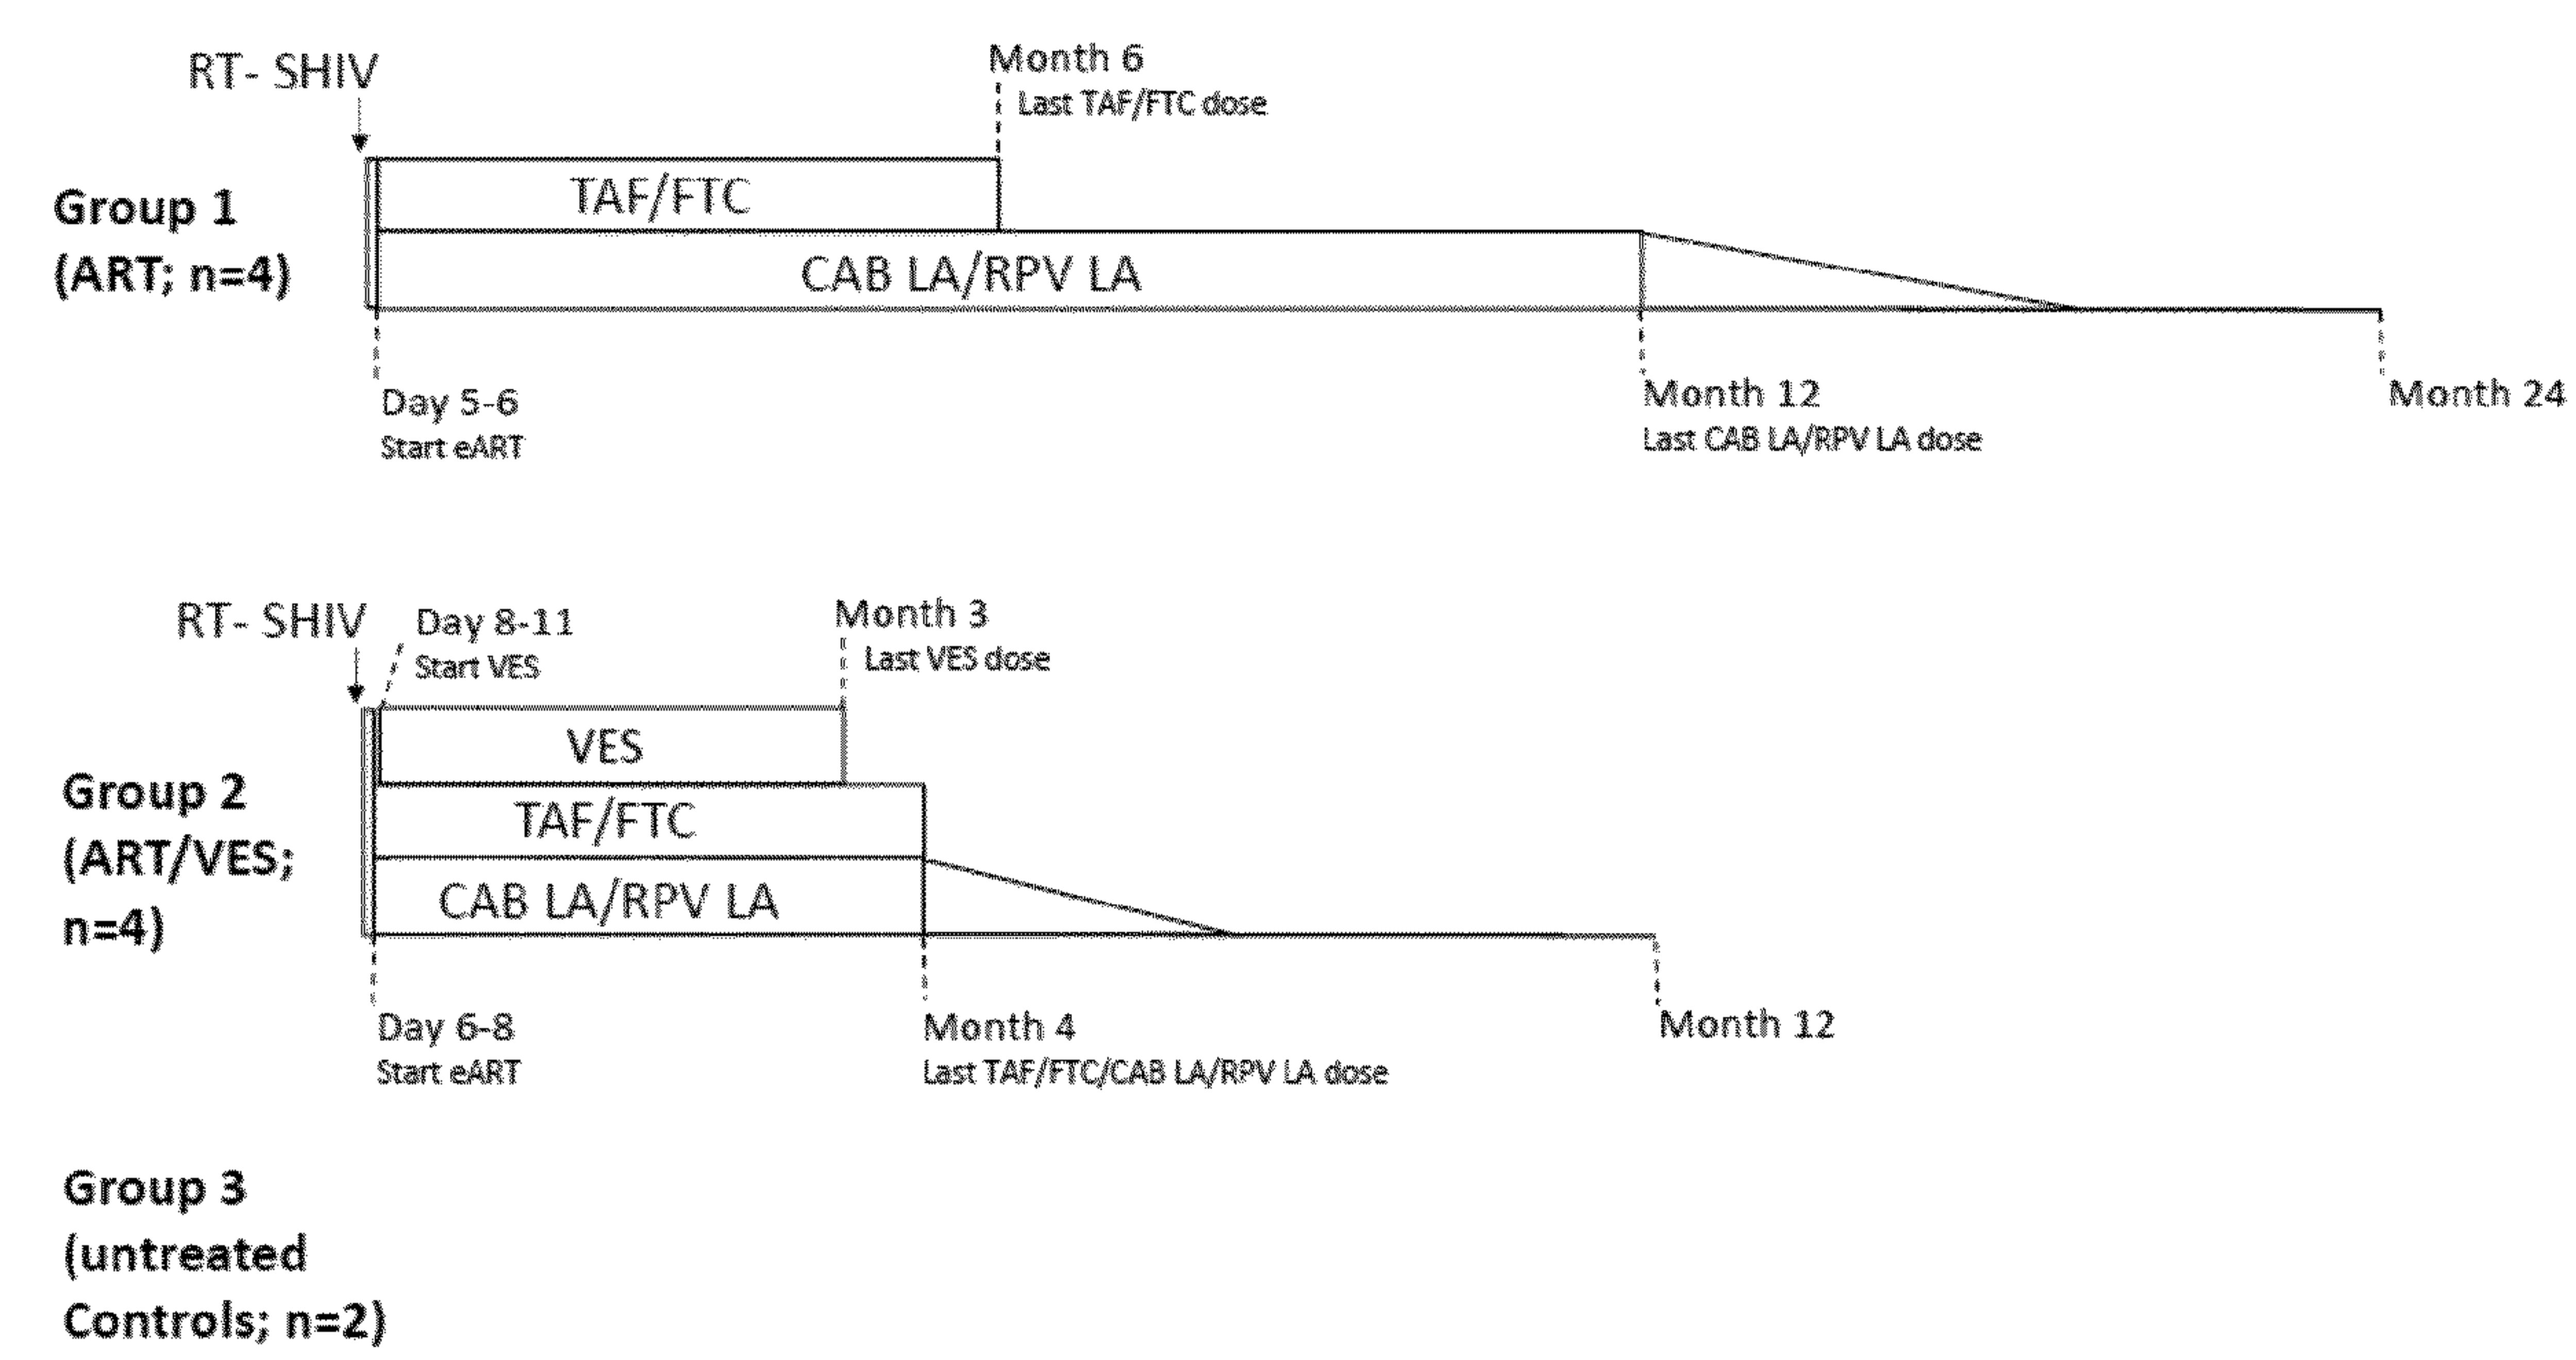 RT- SHIV
Month 6
Last TAF/FTC dose
Group 1
(ART; n=4)
TAF/FTC
CAB LA/RPV LA
Day 5-6
Start eART
Month 12
Last CAB LA/RPV LA dose
Month 24
RT- SHIV
Day 8-11
Start VES
Month 3
Last VES dose
Group 2
(ART/VES;
n=4)
VES
TAF/FTC
CAB LA/RPV LA
Day 6-8
Start eART
Month 4
Last TAF/FTC/CAB LA/RPV LA dose
Month 12
Group 3
(untreated
Controls; n=2)